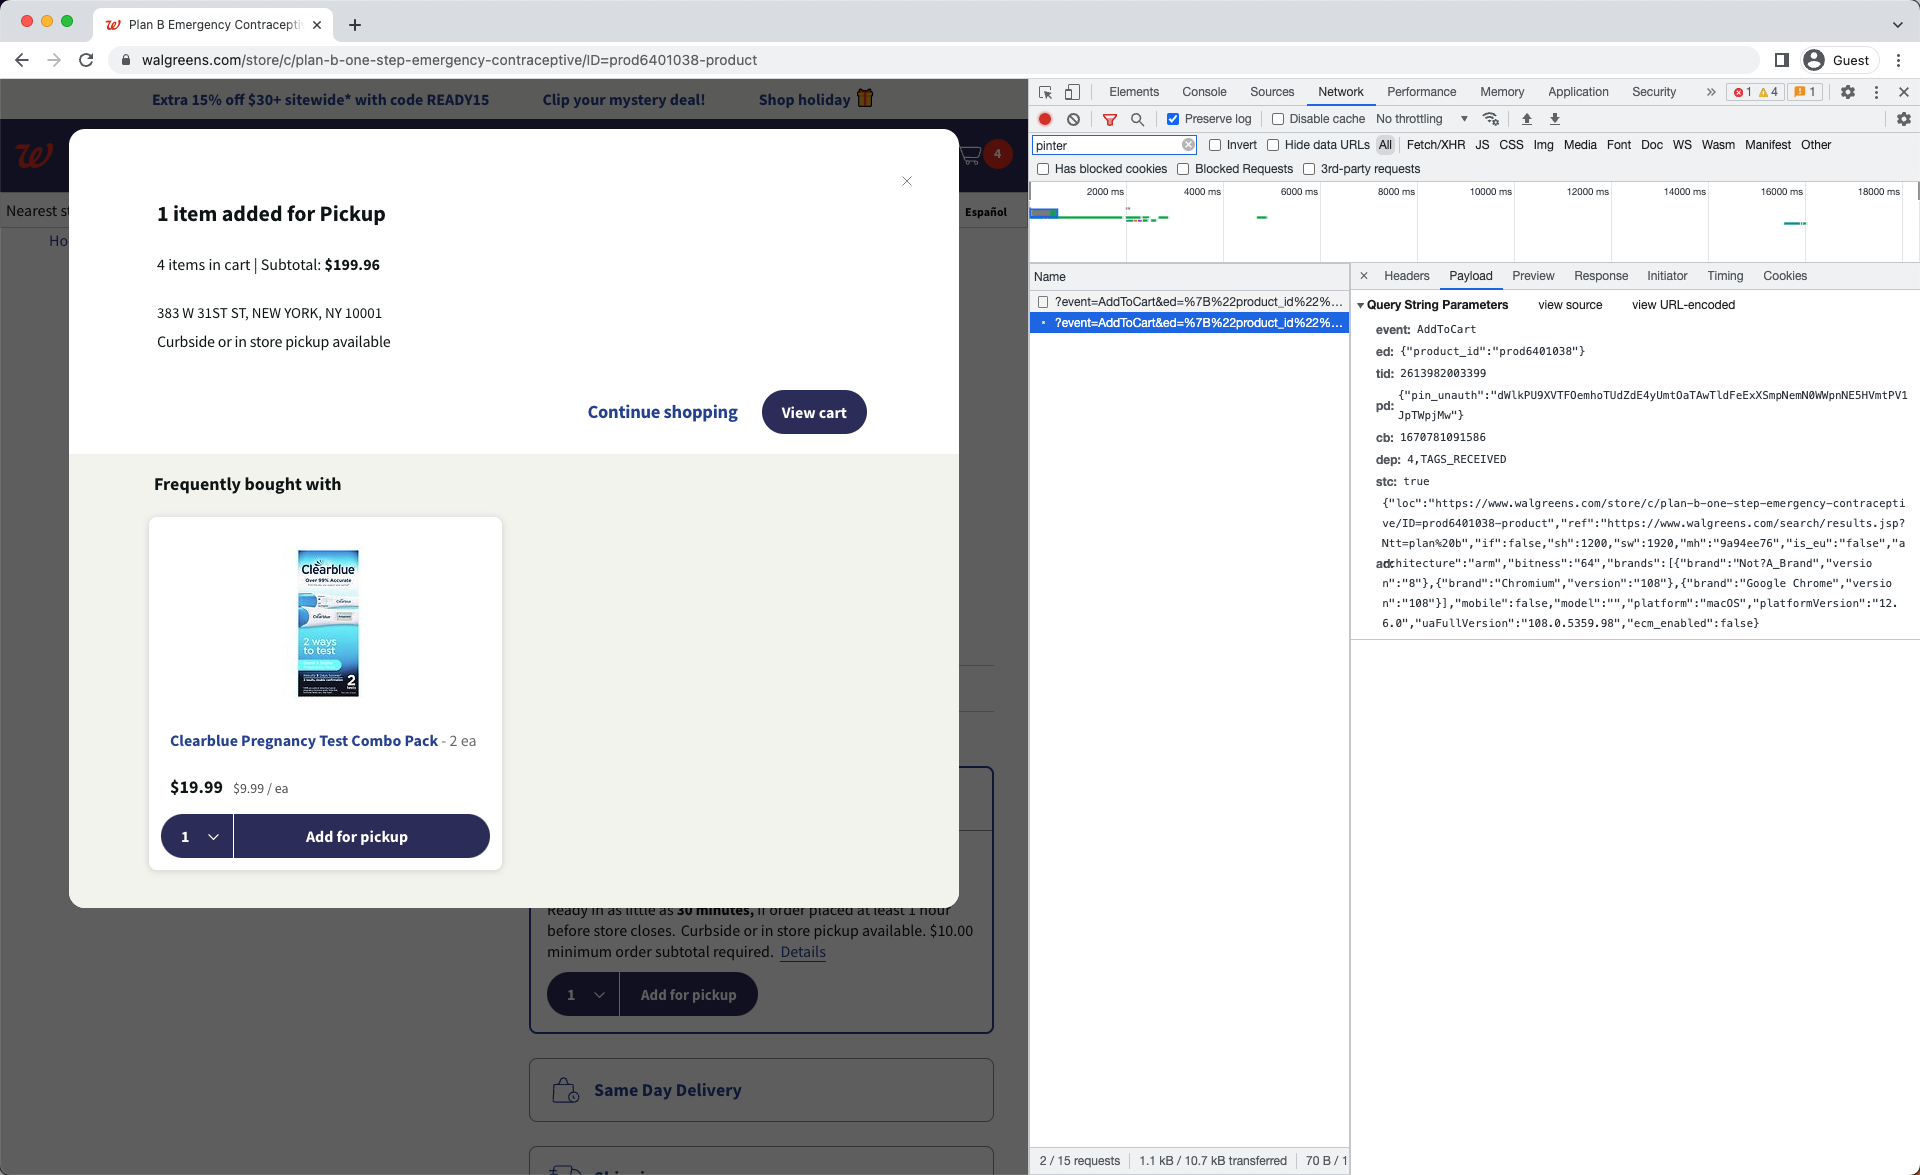 Plan B Emergency Contracepti
walgreens.com/store/c/plan-b-one-step-emergency-contraceptive/ID=prod6401038-product
Guest
Extra 15% off $30+ sitewide* with code READY15
Clip your mystery deal!
Shop holiday
4
Nearest st
Español
Ho
1 item added for Pickup
4 items in cart | Subtotal: $199.96
383 W 31ST ST, NEW YORK, NY 10001
Curbside or in store pickup available
Continue shopping
View cart
Frequently bought with
Clearblue
Over 99% Accurate
2 ways
to test
2
Clearblue Pregnancy Test Combo Pack - 2 ea
$19.99 $9.99 / ea
1
Add for pickup
Ready in as little as 30 minutes, if order placed at least 1 hour
before store closes. Curbside or in store pickup available. $10.00
minimum order subtotal required. Details
1
Add for pickup
Same Day Delivery
Elements Console Sources Network Performance Memory Application Security » 1 4 1
Preserve log Disable cache No throttling
pinter
Invert Hide data URLs All Fetch/XHR JS CSS Img Media Font Doc WS Wasm Manifest Other
Has blocked cookies Blocked Requests 3rd-party requests
2000 ms 4000 ms 6000 ms 8000 ms 10000 ms 12000 ms 14000 ms 16000 ms 18000 ms
Name
?event=AddToCart&ed=%7B%22product_id%22%...
?event=AddToCart&ed=%7B%22product_id%22%...
2 / 15 requests 1.1 kB / 10.7 kB transferred 70 B / 1
Headers Payload Preview Response Initiator Timing Cookies
Query String Parameters view source view URL-encoded
event: AddToCart
ed: {"product_id":"prod6401038"}
tid: 2613982003399
pd: {"pin_unauth":"dWlkPU9XVTFOemhoTUdZdE4yUmtOaTAwTldFeExXSmpNemN0WWpnNE5HVmtPV1
JpTWpjMw"}
cb: 1670781091586
dep: 4,TAGS_RECEIVED
stc: true
{"loc":"https://www.walgreens.com/store/c/plan-b-one-step-emergency-contracepti
ve/ID=prod6401038-product","ref":"https://www.walgreens.com/search/results.jsp?
Ntt=plan%20b","if":false,"sh":1200,"sw":1920,"mh":"9a94ee76","is_eu":"false","a
ad: rchitecture":"arm","bitness":"64","brands":[{"brand":"Not?A_Brand","versio
n":"8"},{"brand":"Chromium","version":"108"},{"brand":"Google Chrome","versio
n":"108"}],"mobile":false,"model":"","platform":"macOS","platformVersion":"12.
6.0","uaFullVersion":"108.0.5359.98","ecm_enabled":false}